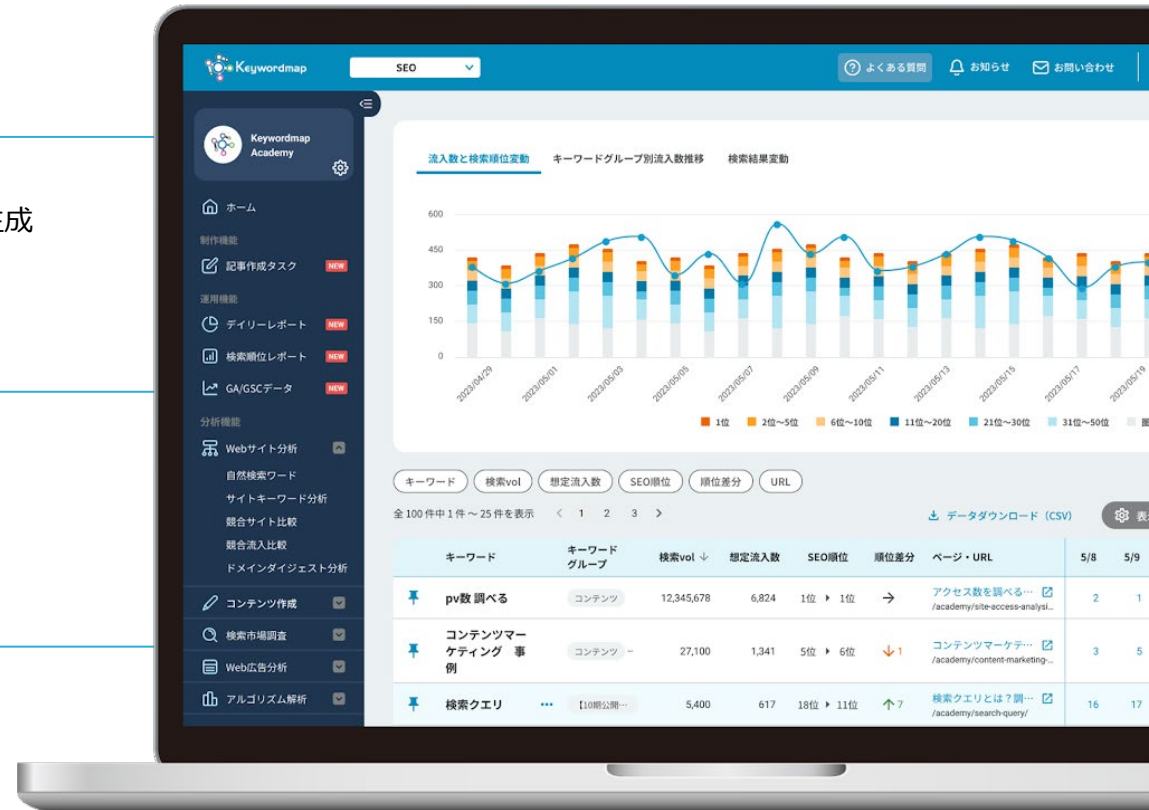 成
Keywordmap
SEO
よくある質問
お知らせ
お問い合わせ
Keywordmap
Academy
ホーム
制作機能
記事作成タスク NEW
運用機能
デイリーレポート NEW
検索順位レポート NEW
GA/GSCデータ NEW
分析機能
Webサイト分析
自然検索ワード
サイトキーワード分析
競合サイト比較
競合流入比較
ドメインダイジェスト分析
コンテンツ作成
検索市場調査
Web広告分析
アルゴリズム解析
流入数と検索順位変動 キーワードグループ別流入数推移 検索結果変動
600
450
300
150
0
2023/04/29 2023/05/01 2023/05/03 2023/05/05 2023/05/07 2023/05/09 2023/05/11 2023/05/13 2023/05/15 2023/05/17 2023/05/19
1位 2位～5位 6位～10位 11位～20位 21位～30位 31位～50位 圏
キーワード 検索vol 想定流入数 SEO順位 順位差分 URL
全100件中1件～25件を表示 1 2 3
データダウンロード（CSV）
表
キーワード キーワード
グループ 検索vol 想定流入数 SEO順位 順位差分 ページ・URL 5/8 5/9
pv数 調べる コンテンツ 12,345,678 6,824 1位 1位 アクセス数を調べる… 2 1
/academy/site-access-analysi…
コンテンツマー
ケティング 事
例 コンテンツ 27,100 1,341 5位 6位 1 コンテンツマーケテ… 3 5
/academy/content-marketing-…
検索クエリ 【10期公開… 5,400 617 18位 11位 7 検索クエリとは？調… 16 17
/academy/search-query/